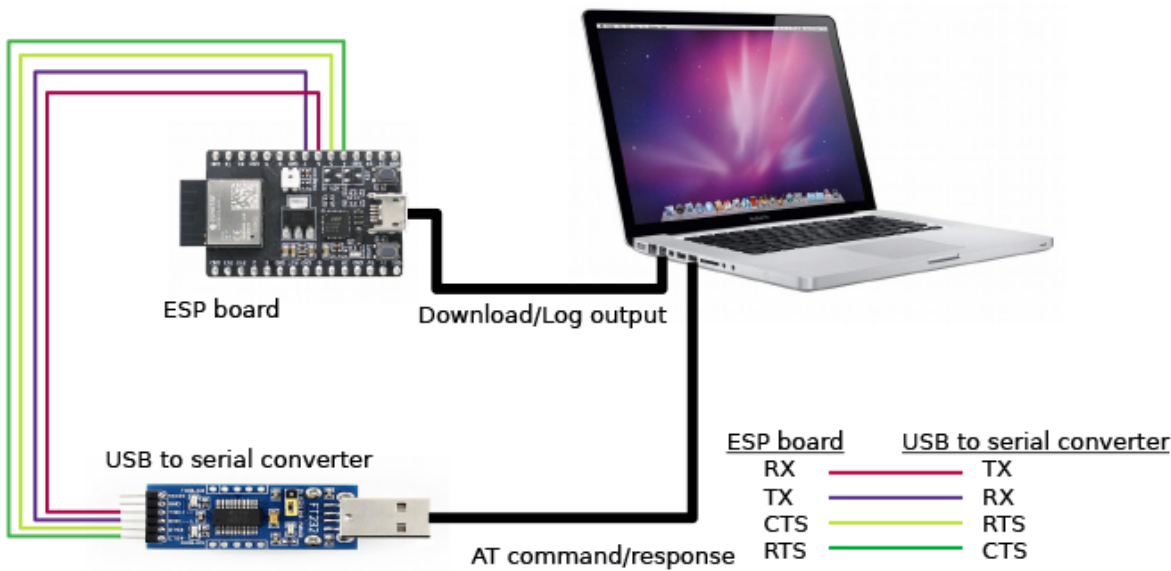 ESP board
Download/Log output
USB to serial converter
FT232
AT command/response
ESP board USB to serial converter
RX TX
TX RX
CTS RTS
RTS CTS